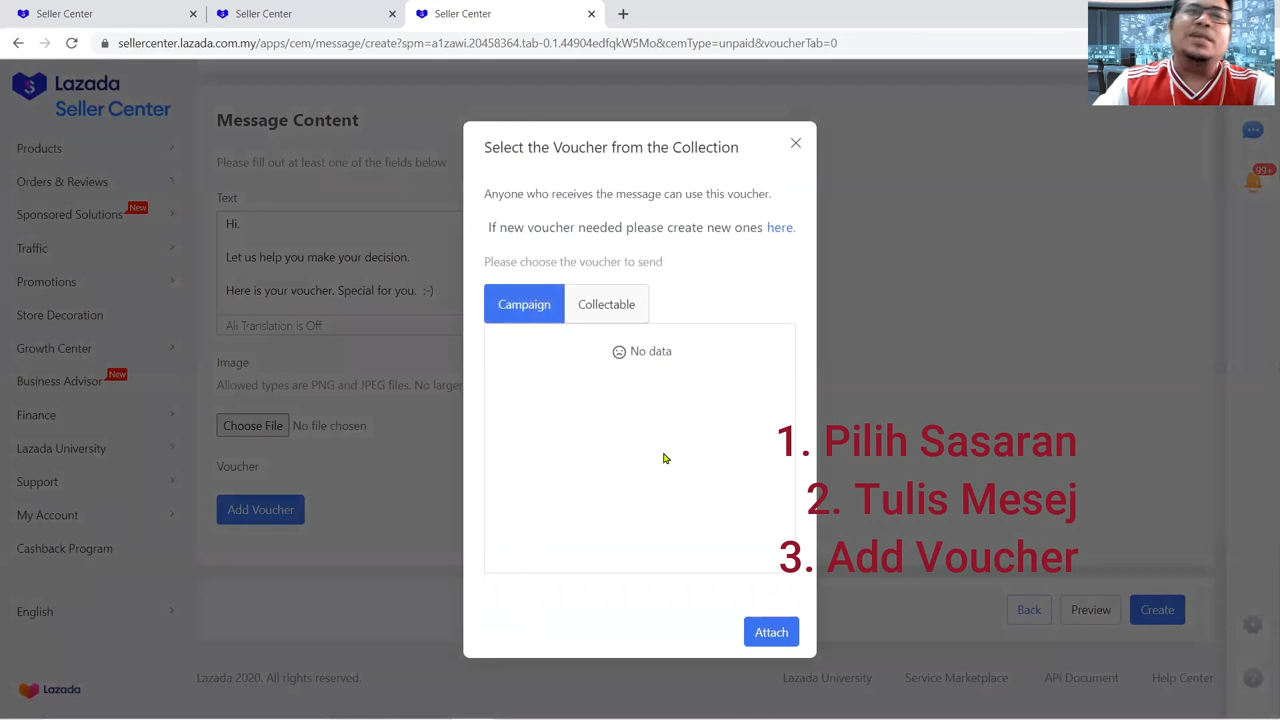 Seller Center
Seller Center
Seller Center
sellercenter.lazada.com.my/apps/cem/message/create?spm=a1zawi.20458364.tab-0.1.44904edfqkW5Mo&cemType=unpaid&voucherTab=0
Lazada
Seller Center
Products
Orders & Reviews
Sponsored Solutions New
Traffic
Promotions
Store Decoration
Growth Center
Business Advisor New
Finance
Lazada University
Support
My Account
Cashback Program
English
Lazada
Message Content
Please fill out at least one of the fields below
Text
Hi.
Let us help you make your decision.
Here is your voucher. Special for you. :-)
Ali Translation is Off
Image
Allowed types are PNG and JPEG files. No larger
Choose File No file chosen
Voucher
Add Voucher
Select the Voucher from the Collection
Anyone who receives the message can use this voucher.
If new voucher needed please create new ones here.
Please choose the voucher to send
Campaign Collectable
No data
Attach
1. Pilih Sasaran
2. Tulis Mesej
3. Add Voucher
Back Preview Create
99+
Lazada 2020. All rights reserved.
Lazada University Service Marketplace API Document Help Center